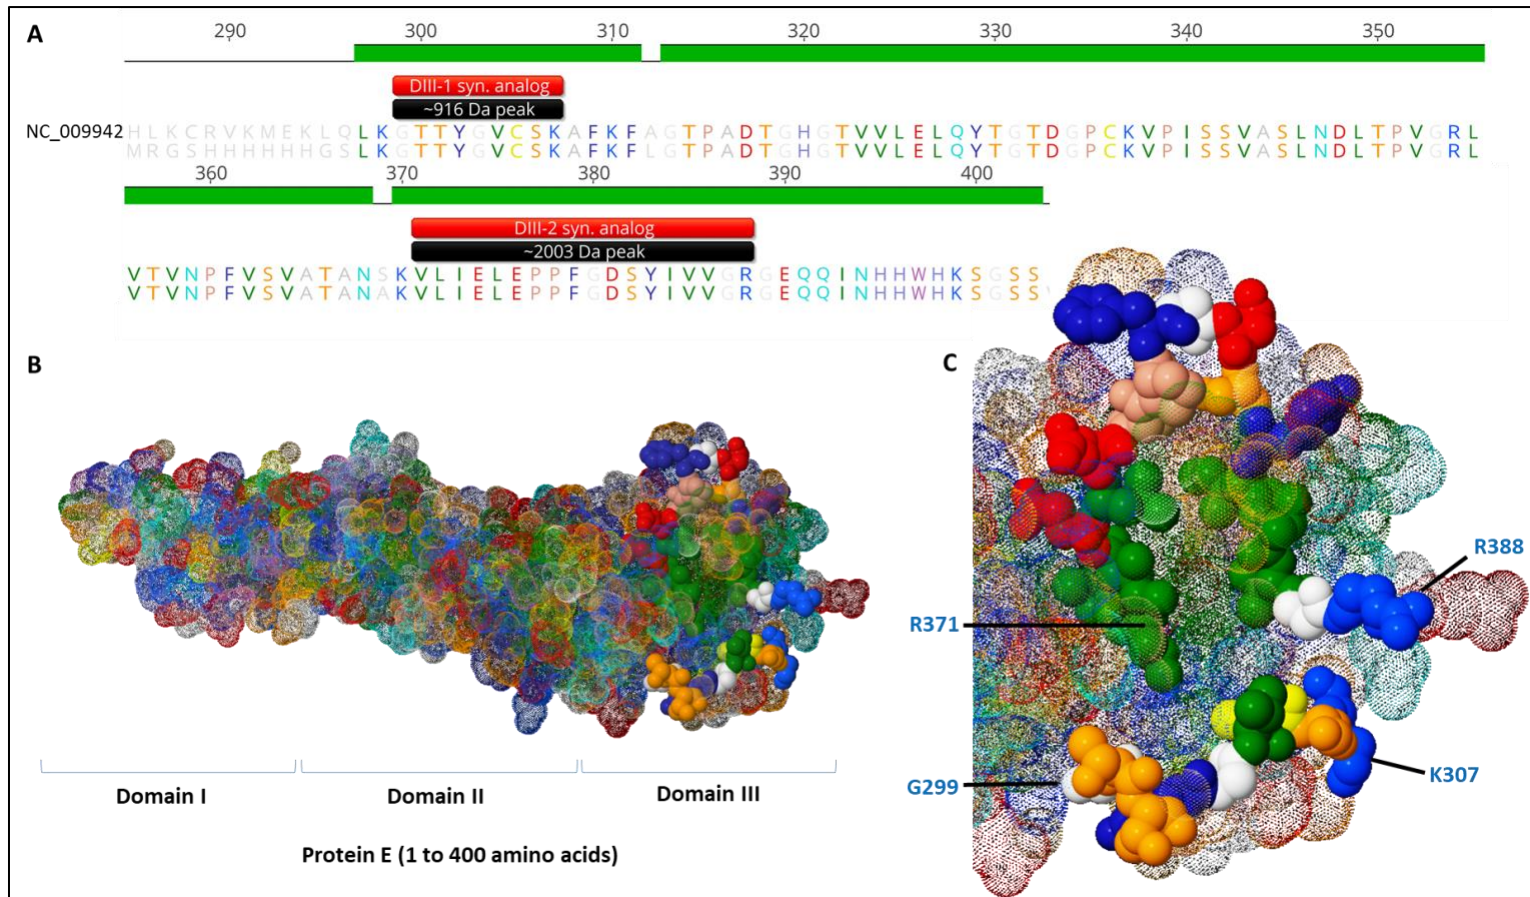 A
290 300 310 320 330 340 350
DIII-1 syn. analog
~916 Da peak
NC_009942 HLKCRVKMEKLQLKGTTYGVCSKAFKFAGTPADTGHGTVVLELQYTGTDGPCKVPISSVASLNDLTPVGRL
MRGSHHHHHHGSLKGTTYGVCSKAFKFLGTPADTGHGTVVLELQYTGTDGPCKVPISSVASLNDLTPVGRL
360 370 380 390 400
DIII-2 syn. analog
~2003 Da peak
VTVNPFVSVATANSKVLIELEPPFGDSYIVVGRGEQQINHHWHKSGSS
VTVNPFVSVATANAKVLIELEPPFGDSYIVVGRGEQQINHHWHKSGSS
B
Domain I
Domain II
Domain III
Protein E (1 to 400 amino acids)
C
R388
R371
K307
G299